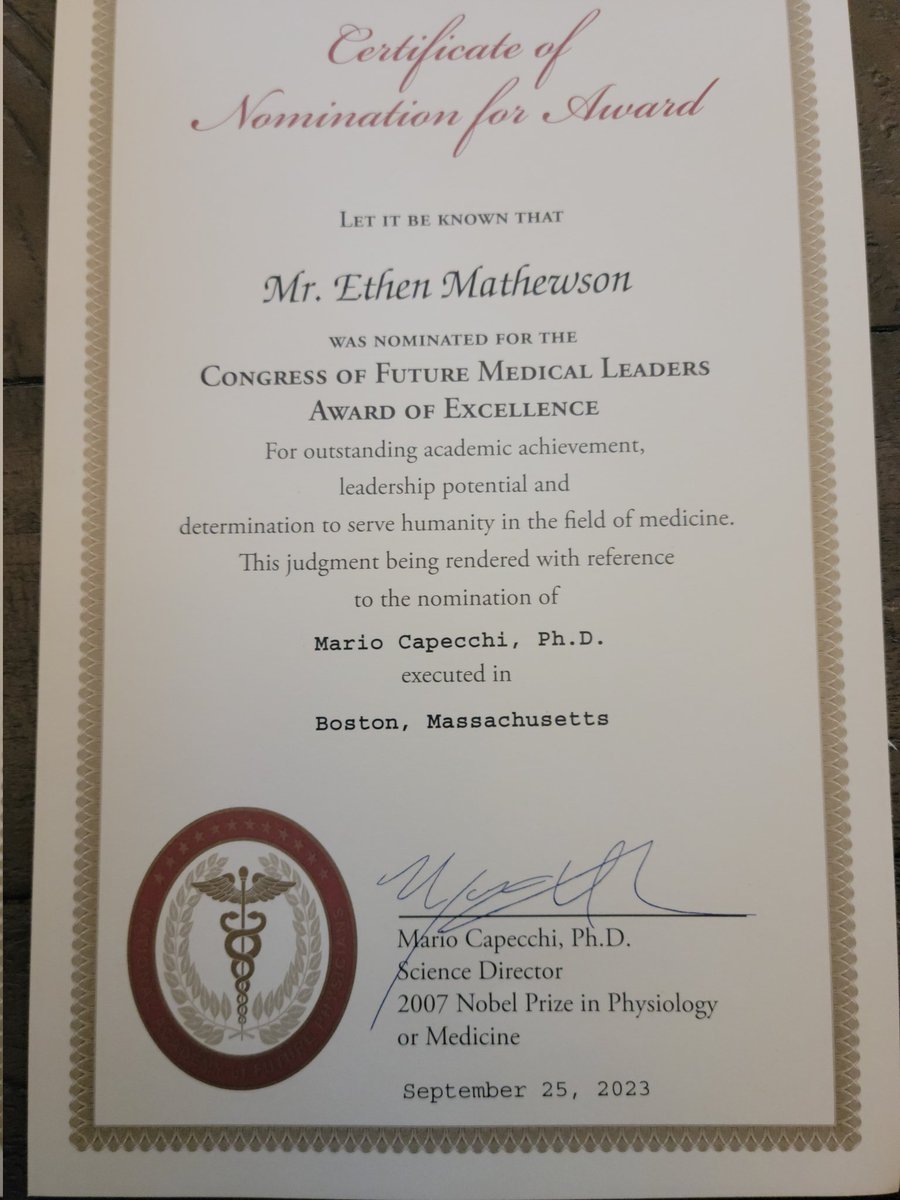 Certificate of
Nomination for Award
Let it be known that
Mr. Ethen Mathewson
was nominated for the
Congress of Future Medical Leaders
Award of Excellence
For outstanding academic achievement,
leadership potential and
determination to serve humanity in the field of medicine.
This judgment being rendered with reference
to the nomination of
Mario Capecchi, Ph.D.
executed in
Boston, Massachusetts
Mario Capecchi, Ph.D.
Science Director
2007 Nobel Prize in Physiology
or Medicine
September 25, 2023